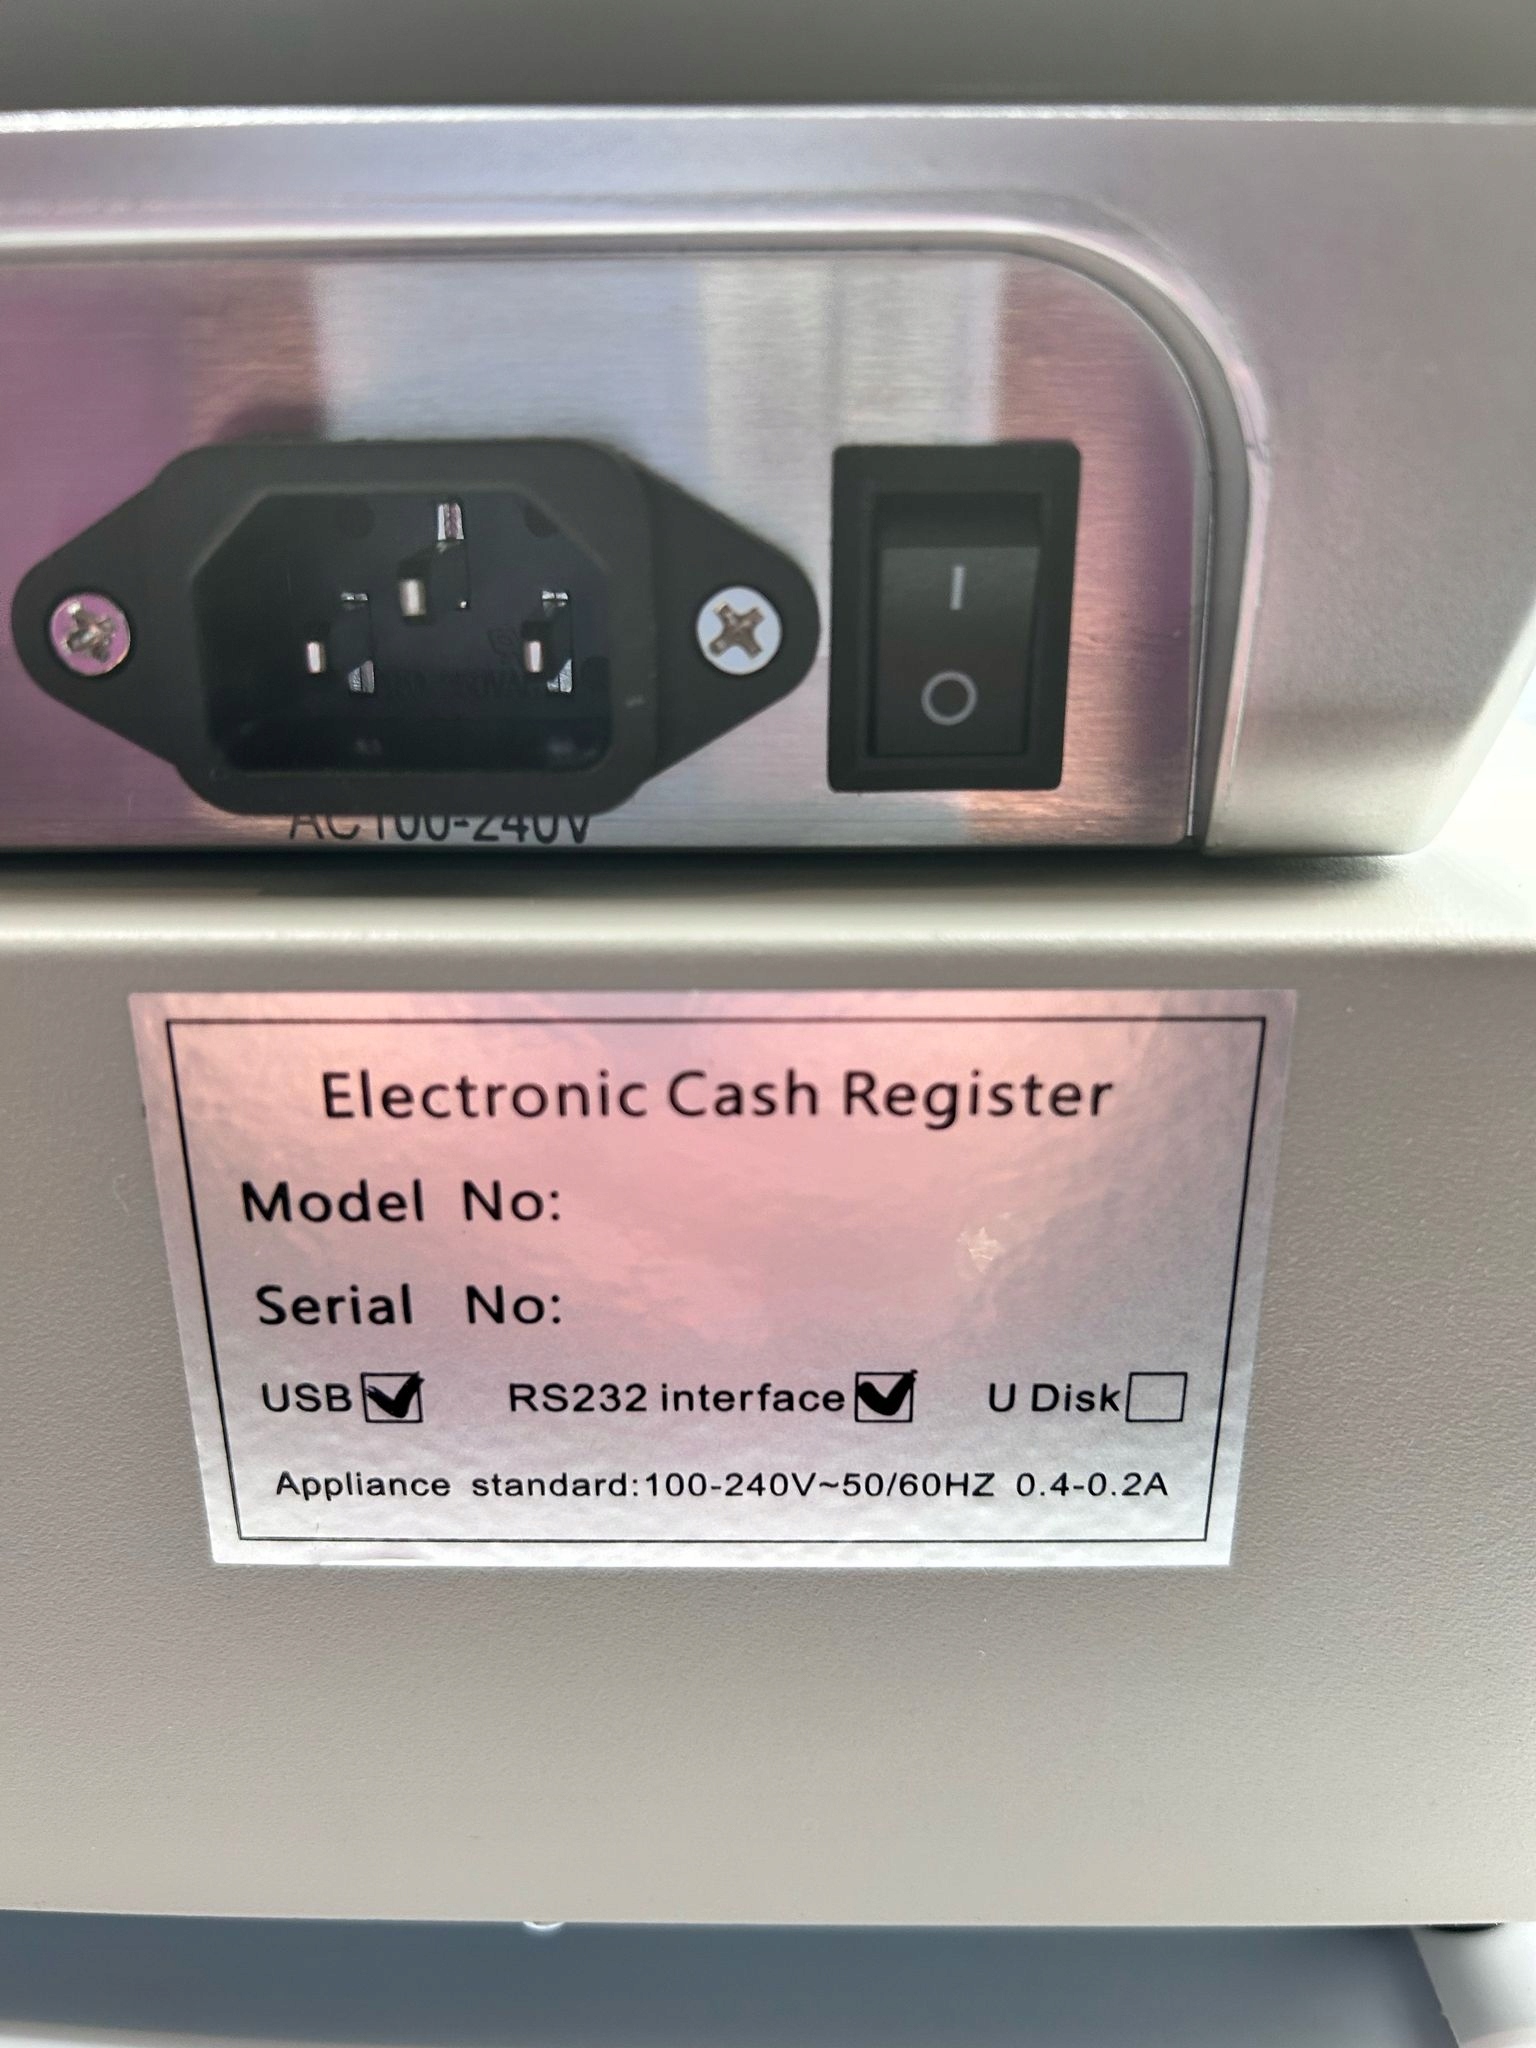 AC100-240V
Electronic Cash Register
Model No:
Serial No:
USB RS232 interface U Disk
Appliance standard:100-240V~50/60HZ 0.4-0.2A